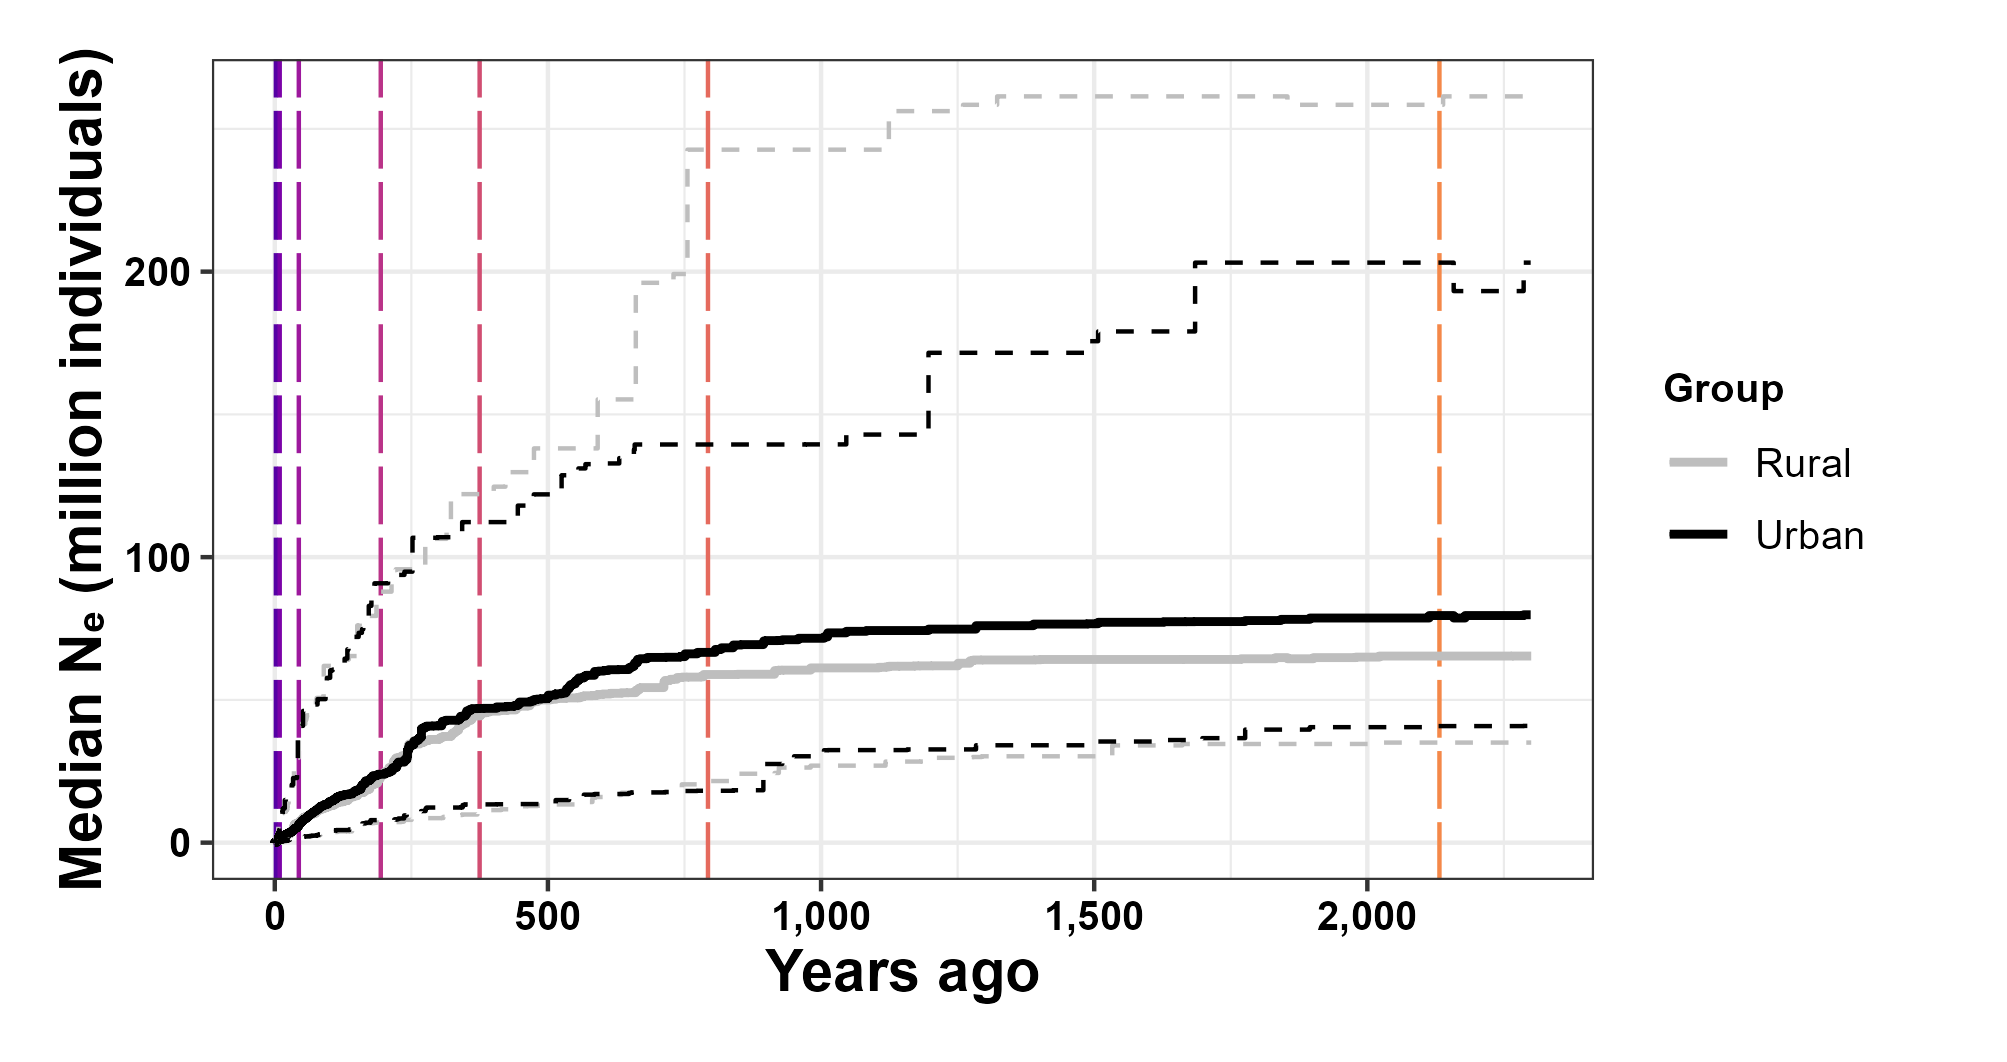 Median Ne (million individuals)
200
100
0
0
500
1,000
1,500
2,000
Years ago
Group
Rural
Urban